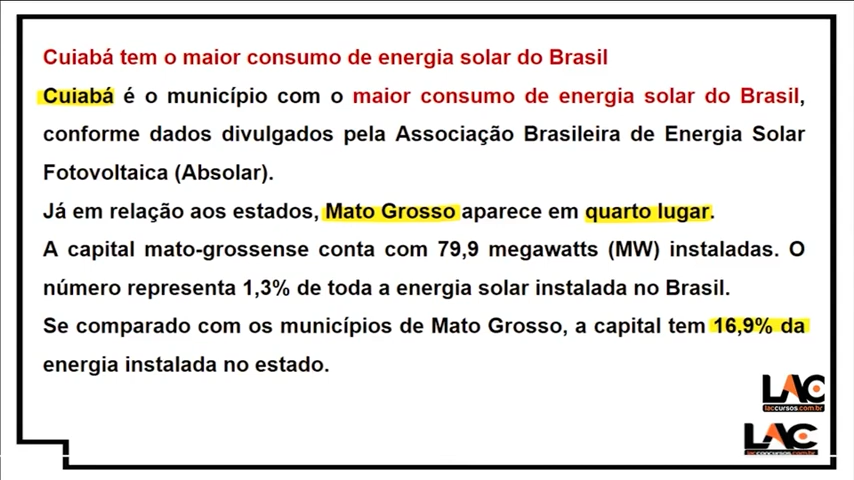 Cuiabá tem o maior consumo de energia solar do Brasil
Cuiabá é o município com o maior consumo de energia solar do Brasil,
conforme dados divulgados pela Associação Brasileira de Energia Solar
Fotovoltaica (Absolar).
Já em relação aos estados, Mato Grosso aparece em quarto lugar.
A capital mato-grossense conta com 79,9 megawatts (MW) instaladas. O
número representa 1,3% de toda a energia solar instalada no Brasil.
Se comparado com os municípios de Mato Grosso, a capital tem 16,9% da
energia instalada no estado.
LAC
laccursos.com.br
LAC
lacconcursos.com.br